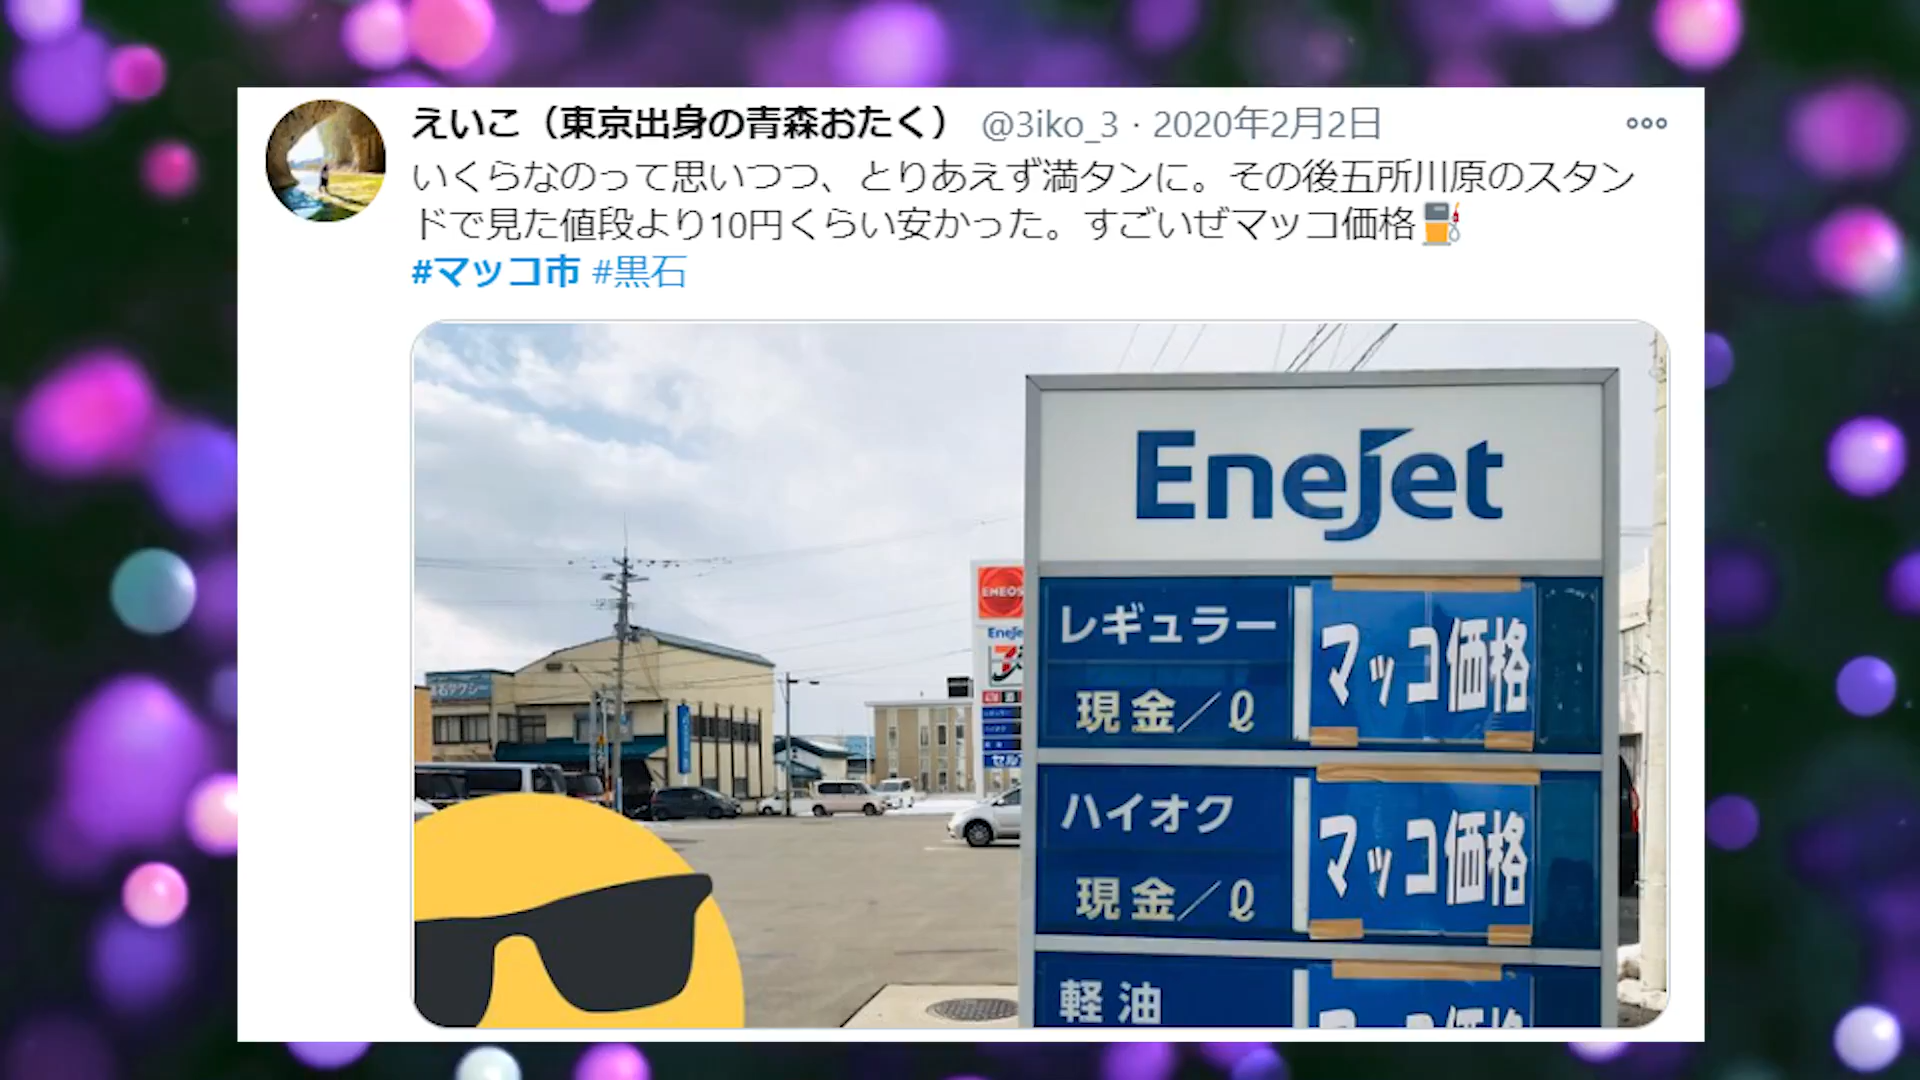 えいこ（東京出身の青森おたく） @3iko_3 · 2020年2月2日
いくらなのって思いつつ、とりあえず満タンに。その後五所川原のスタン
ドで見た値段より10円くらい安かった。すごいぜマッコ価格⛽
#マッコ市 #黒石
EneJet
レギュラー
現金／ℓ
マッコ価格
ハイオク
現金／ℓ
マッコ価格
軽油
マッコ価格
ENEOS
EneJe